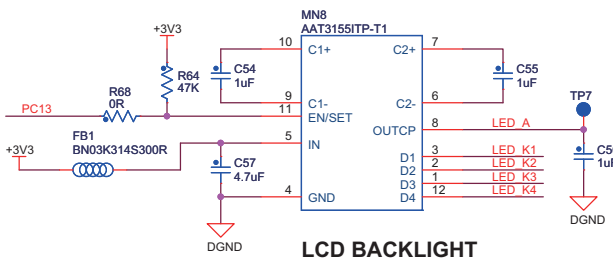 MN8
AAT3155ITP-T1
+3V3
10
C1+
C2+
7
C54
1uF
C55
1uF
R64
47K
R68
0R
9
C1-
C2-
6
TP7
PC13
11
EN/SET
OUTCP
8
LED_A
FB1
BN03K314S300R
5
IN
+3V3
C57
4.7uF
D1
3
LED_K1
D2
2
LED_K2
D3
1
LED_K3
D4
12
LED_K4
1uF
4
GND
DGND
DGND
LCD BACKLIGHT